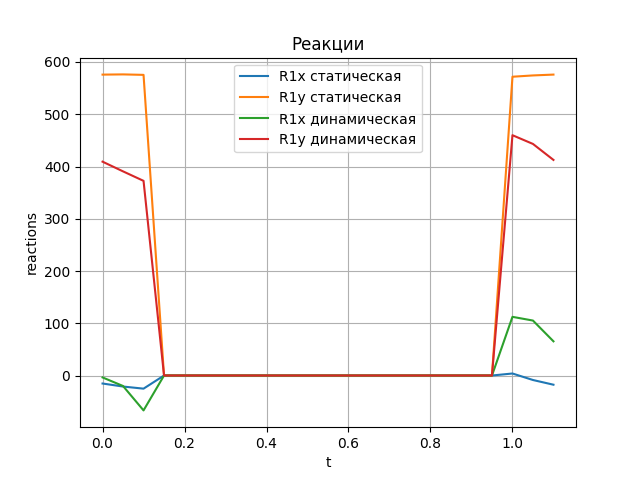 Реакции
R1x статическая
R1y статическая
R1x динамическая
R1y динамическая
reactions
600
500
400
300
200
100
0
0.0 0.2 0.4 0.6 0.8 1.0
t